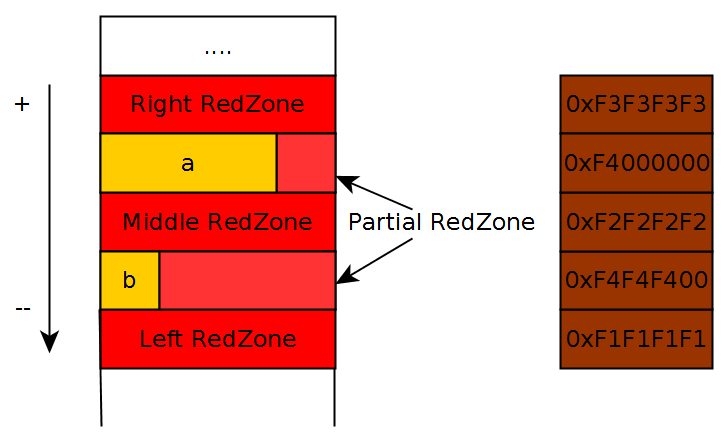 ....
+
Right RedZone
0xF3F3F3F3
a
0xF4000000
Middle RedZone
Partial RedZone
0xF2F2F2F2
b
0xF4F4F400
--
Left RedZone
0xF1F1F1F1